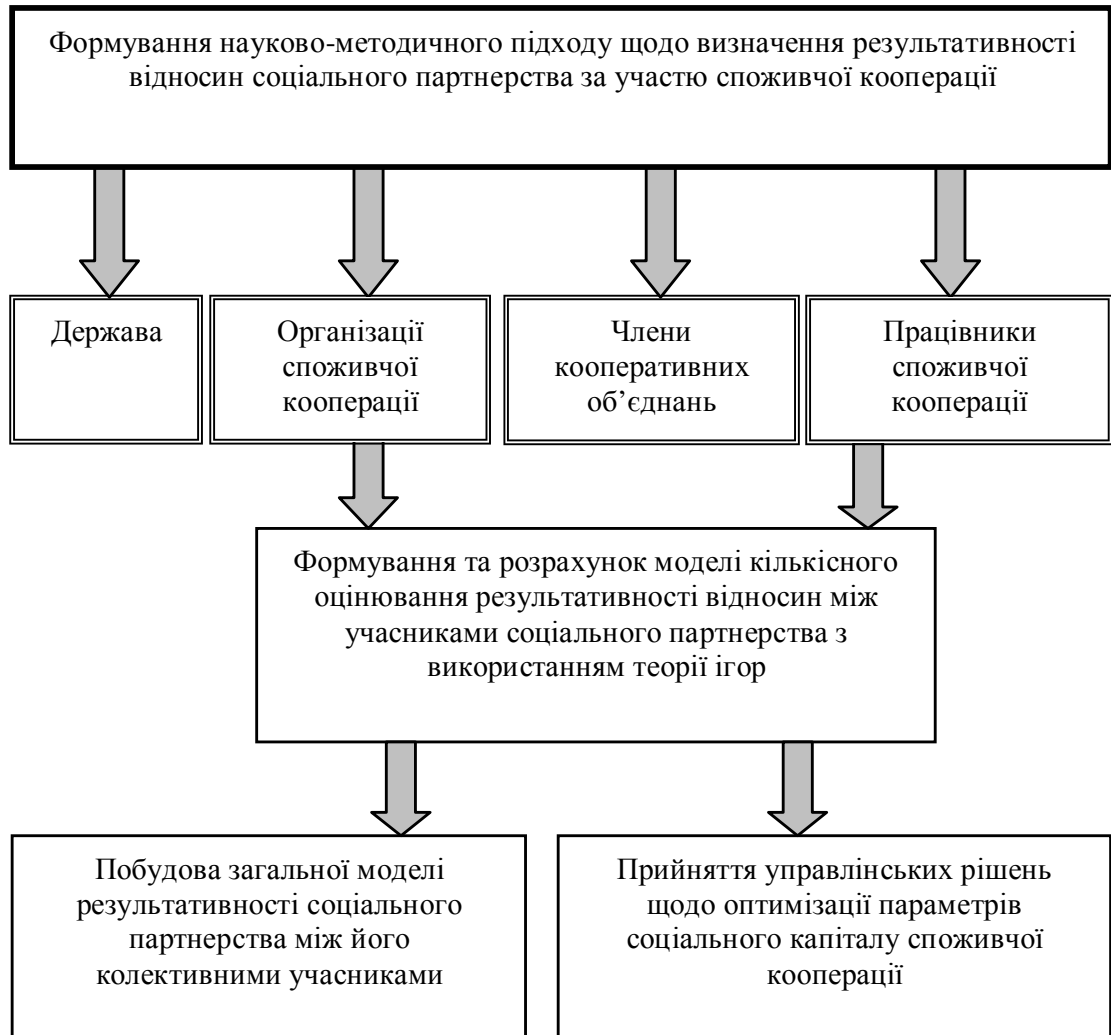 Формування науково-методичного підходу щодо визначення результативності
відносин соціального партнерства за участю споживчої кооперації
Держава
Організації
споживчої
кооперації
Члени
кооперативних
об’єднань
Працівники
споживчої
кооперації
Формування та розрахунок моделі кількісного
оцінювання результативності відносин між
учасниками соціального партнерства з
використанням теорії ігор
Побудова загальної моделі
результативності соціального
партнерства між його
колективними учасниками
Прийняття управлінських рішень
щодо оптимізації параметрів
соціального капіталу споживчої
кооперації